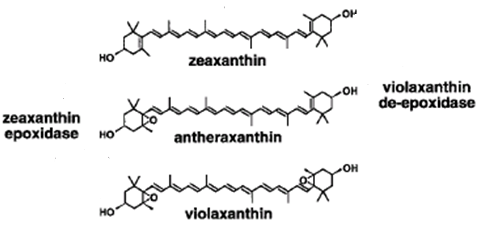 OH
HO
zeaxanthin
zeaxanthin
epoxidase
violaxanthin
de-epoxidase
OH
O
HO
antheraxanthin
OH
O
O
HO
violaxanthin